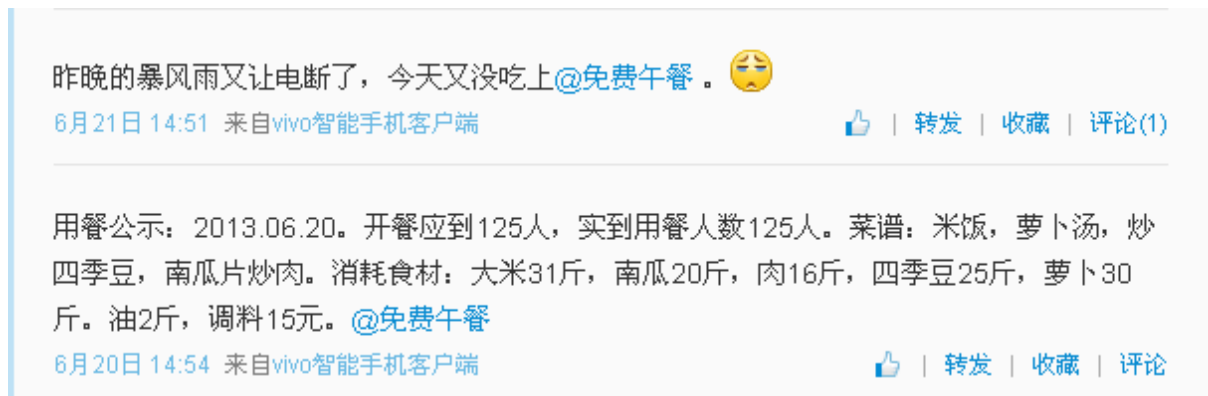 昨晚的暴风雨又让电断了，今天又没吃上@免费午餐 。
6月21日 14:51 来自vivo智能手机客户端 | 转发 | 收藏 | 评论(1)
用餐公示：2013.06.20。开餐应到125人，实到用餐人数125人。菜谱：米饭，萝卜汤，炒
四季豆，南瓜片炒肉。消耗食材：大米31斤，南瓜20斤，肉16斤，四季豆25斤，萝卜30
斤。油2斤，调料15元。@免费午餐
6月20日 14:54 来自vivo智能手机客户端 | 转发 | 收藏 | 评论